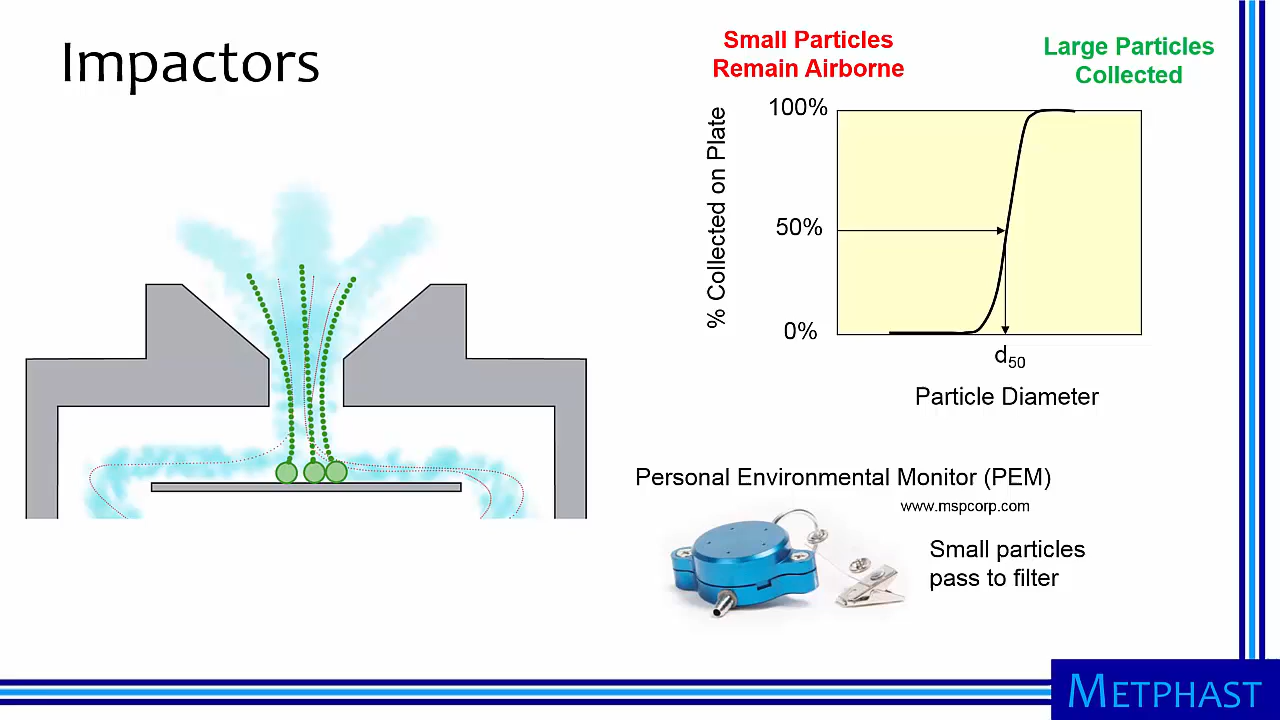 Impactors
Small Particles
Remain Airborne
Large Particles
Collected
% Collected on Plate
100%
50%
0%
d50
Particle Diameter
Personal Environmental Monitor (PEM)
www.mspcorp.com
Small particles
pass to filter
METPHAST